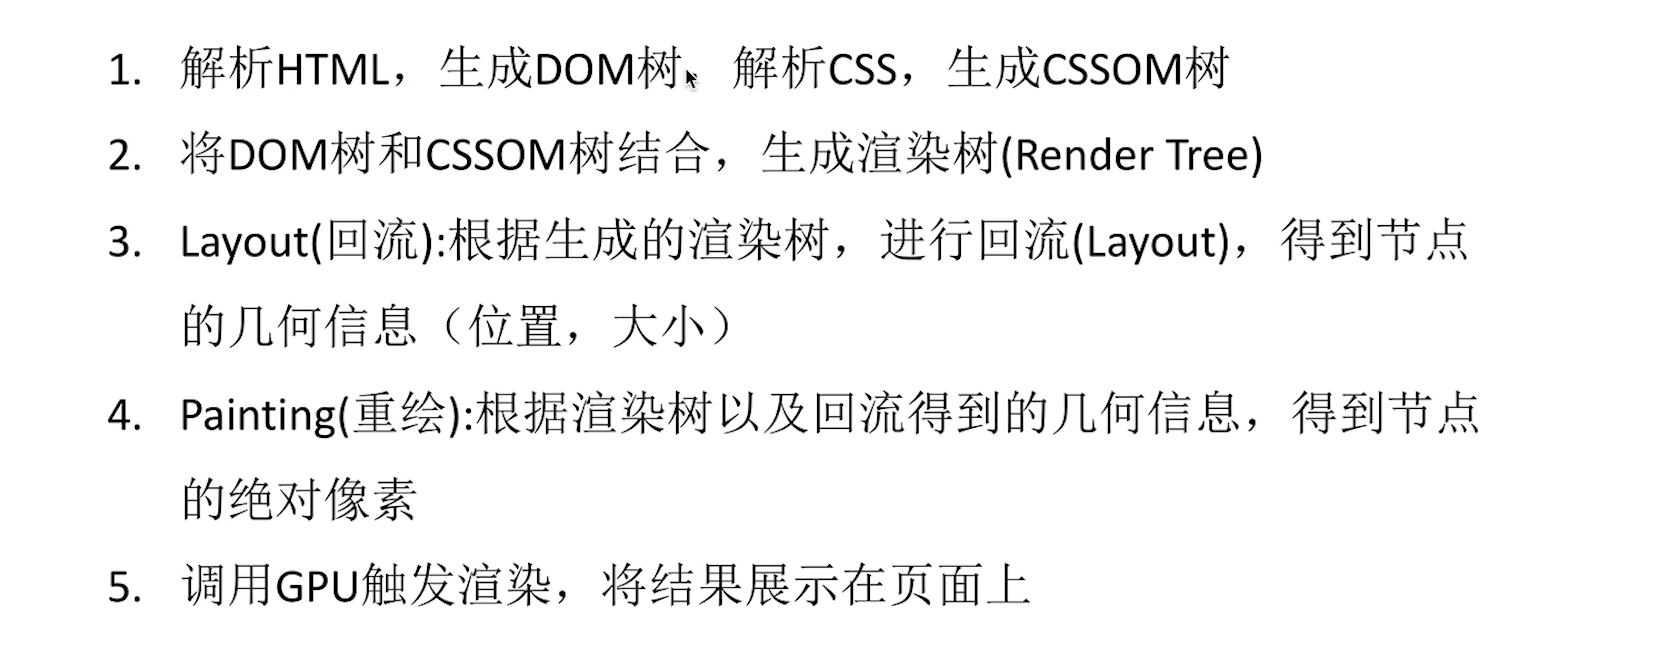 1. 解析HTML，生成DOM树、解析CSS，生成CSSOM树
2. 将DOM树和CSSOM树结合，生成渲染树(Render Tree)
3. Layout(回流):根据生成的渲染树，进行回流(Layout)，得到节点
的几何信息（位置，大小）
4. Painting(重绘):根据渲染树以及回流得到的几何信息，得到节点
的绝对像素
5. 调用GPU触发渲染，将结果展示在页面上